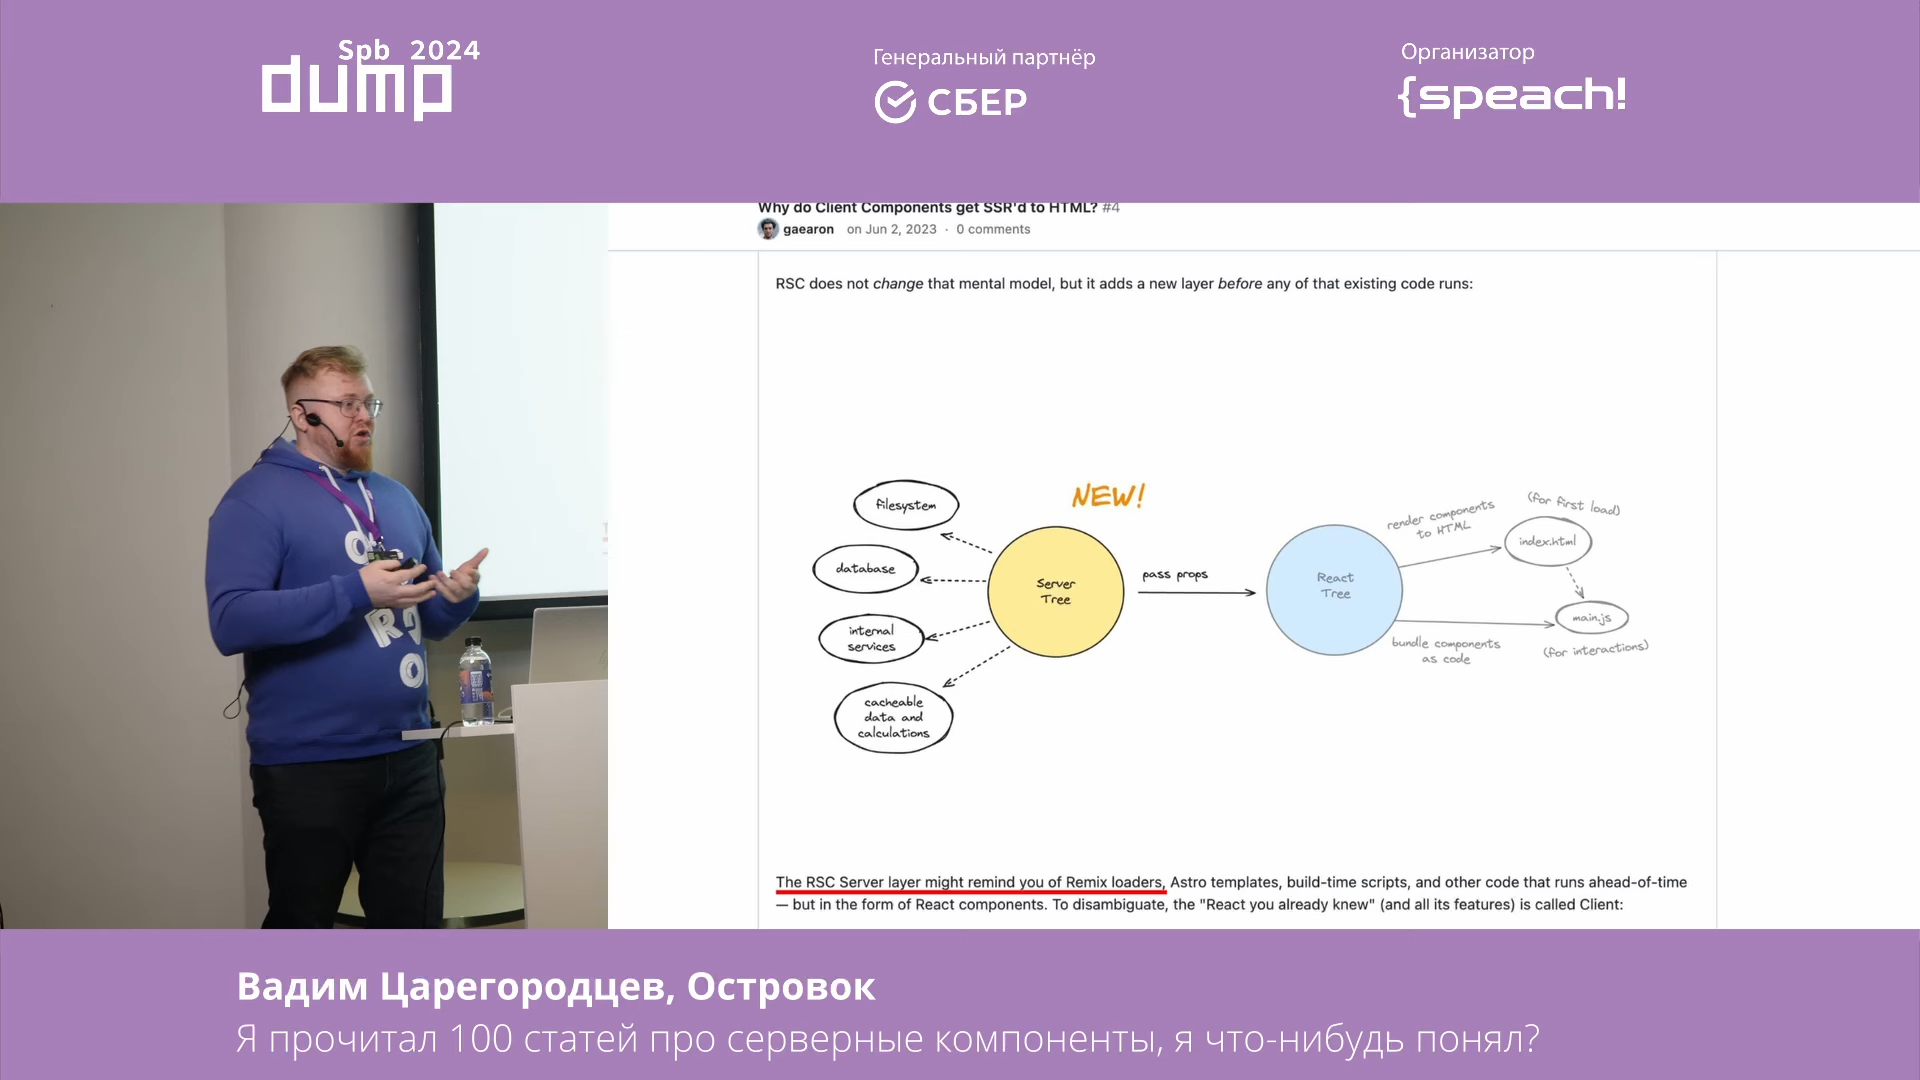 Spb 2024
dump
Генеральный партнёр
СБЕР
Организатор
{speach!
Why do Client Components get SSR'd to HTML? #4
gaearon on Jun 2, 2023 · 0 comments
RSC does not change that mental model, but it adds a new layer before any of that existing code runs:
NEW!
filesystem
database
internal
services
cacheable
data and
calculations
Server
Tree
pass props
React
Tree
render components
to HTML
(for first load)
index.html
main.js
bundle components
as code
(for interactions)
The RSC Server layer might remind you of Remix loaders, Astro templates, build-time scripts, and other code that runs ahead-of-time
— but in the form of React components. To disambiguate, the "React you already knew" (and all its features) is called Client:
Вадим Царегородцев, Островок
Я прочитал 100 статей про серверные компоненты, я что-нибудь понял?